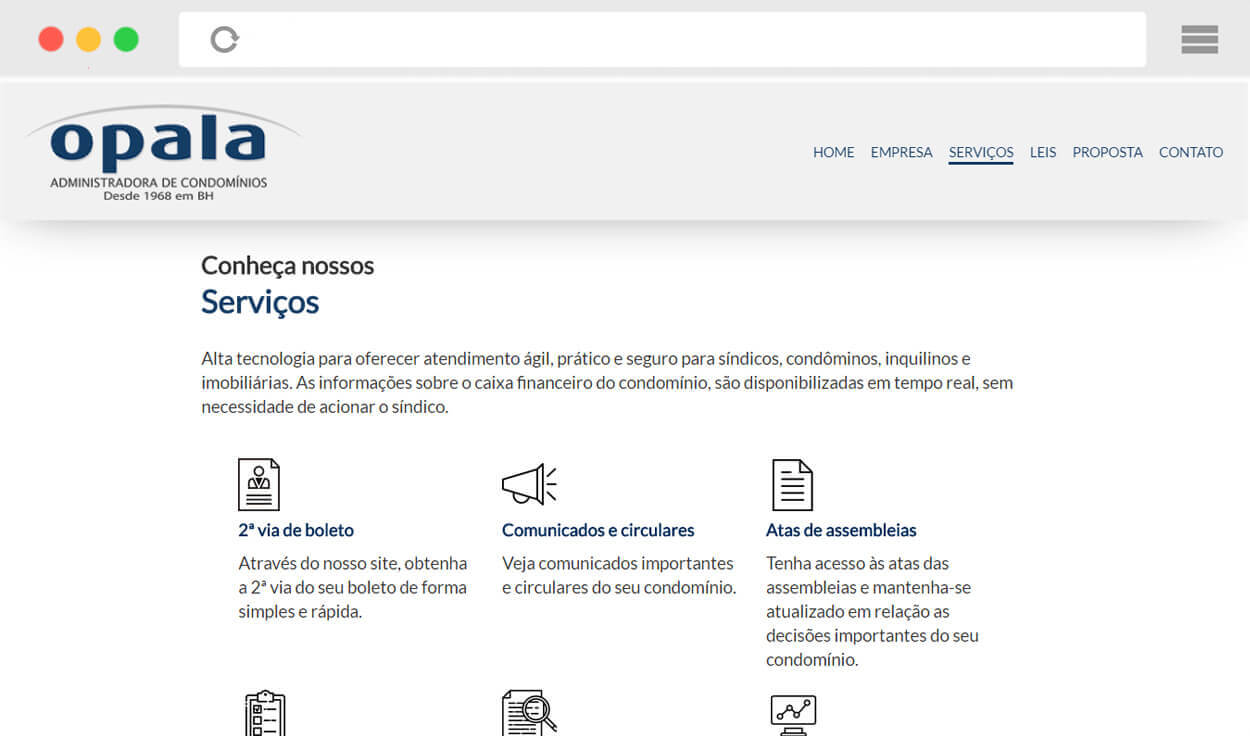 opala
ADMINISTRADORA DE CONDOMÍNIOS
Desde 1968 em BH
HOME EMPRESA SERVIÇOS LEIS PROPOSTA CONTATO
Conheça nossos
Serviços
Alta tecnologia para oferecer atendimento ágil, prático e seguro para síndicos, condôminos, inquilinos e
imobiliárias. As informações sobre o caixa financeiro do condomínio, são disponibilizadas em tempo real, sem
necessidade de acionar o síndico.
2ª via de boleto
Através do nosso site, obtenha
a 2ª via do seu boleto de forma
simples e rápida.
Comunicados e circulares
Veja comunicados importantes
e circulares do seu condomínio.
Atas de assembleias
Tenha acesso às atas das
assembleias e mantenha-se
atualizado em relação as
decisões importantes do seu
condomínio.